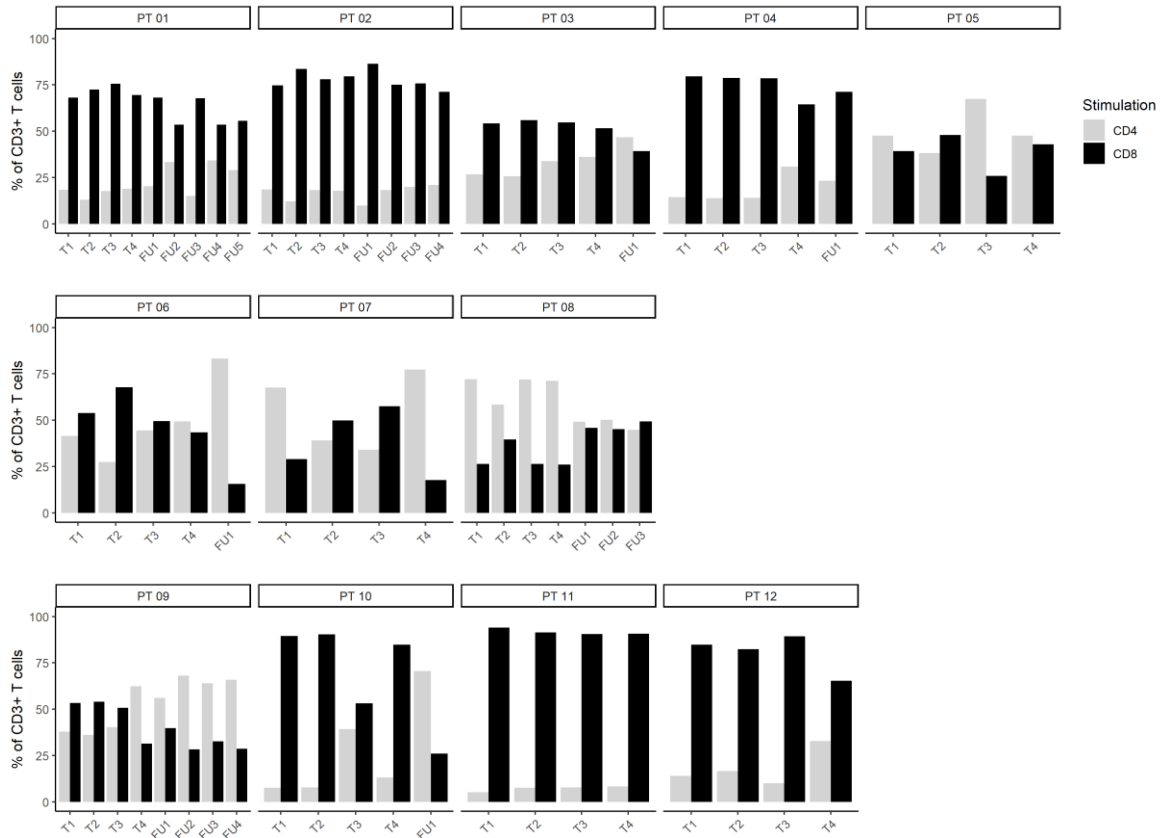 PT 01 PT 02 PT 03 PT 04 PT 05
% of CD3+ T cells
100
75
50
25
0
T1 T2 T3 T4 FU1 FU2 FU3 FU4 FU5 T1 T2 T3 T4 FU1 FU2 FU3 FU4 T1 T2 T3 T4 FU1 T1 T2 T3 T4 FU1 T1 T2 T3 T4
Stimulation
CD4
CD8
PT 06 PT 07 PT 08
% of CD3+ T cells
100
75
50
25
0
T1 T2 T3 T4 FU1 T1 T2 T3 T4 T1 T2 T3 T4 FU1 FU2 FU3
PT 09 PT 10 PT 11 PT 12
% of CD3+ T cells
100
75
50
25
0
T1 T2 T3 T4 FU1 FU2 FU3 FU4 T1 T2 T3 T4 FU1 T1 T2 T3 T4 T1 T2 T3 T4